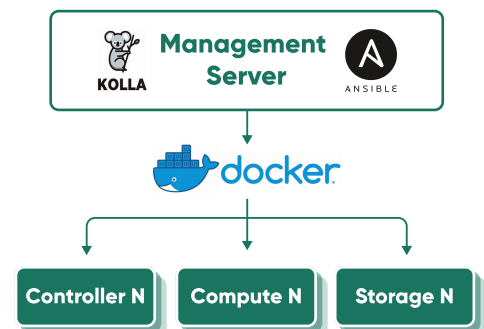 Management
Server
KOLLA
ANSIBLE
docker
Controller N
Compute N
Storage N